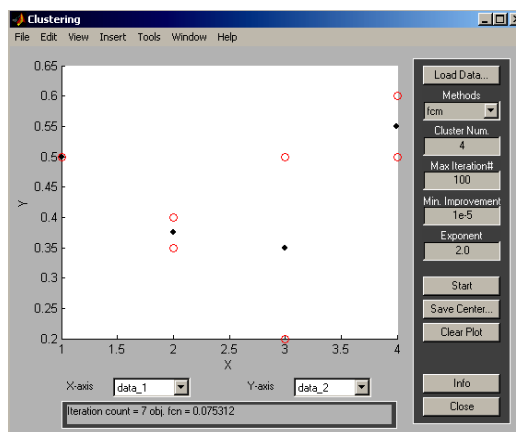 Clustering
File Edit View Insert Tools Window Help
0.65
0.6
0.55
0.5
0.45
0.4
0.35
0.3
0.25
0.2
Y
1 1.5 2 2.5 3 3.5 4
X
X-axis data_1 Y-axis data_2
Iteration count = 7 obj. fcn = 0.075312
Load Data...
Methods
fcm
Cluster Num.
4
Max Iteration#
100
Min. Improvement
1e-5
Exponent
2.0
Start
Save Center...
Clear Plot
Info
Close